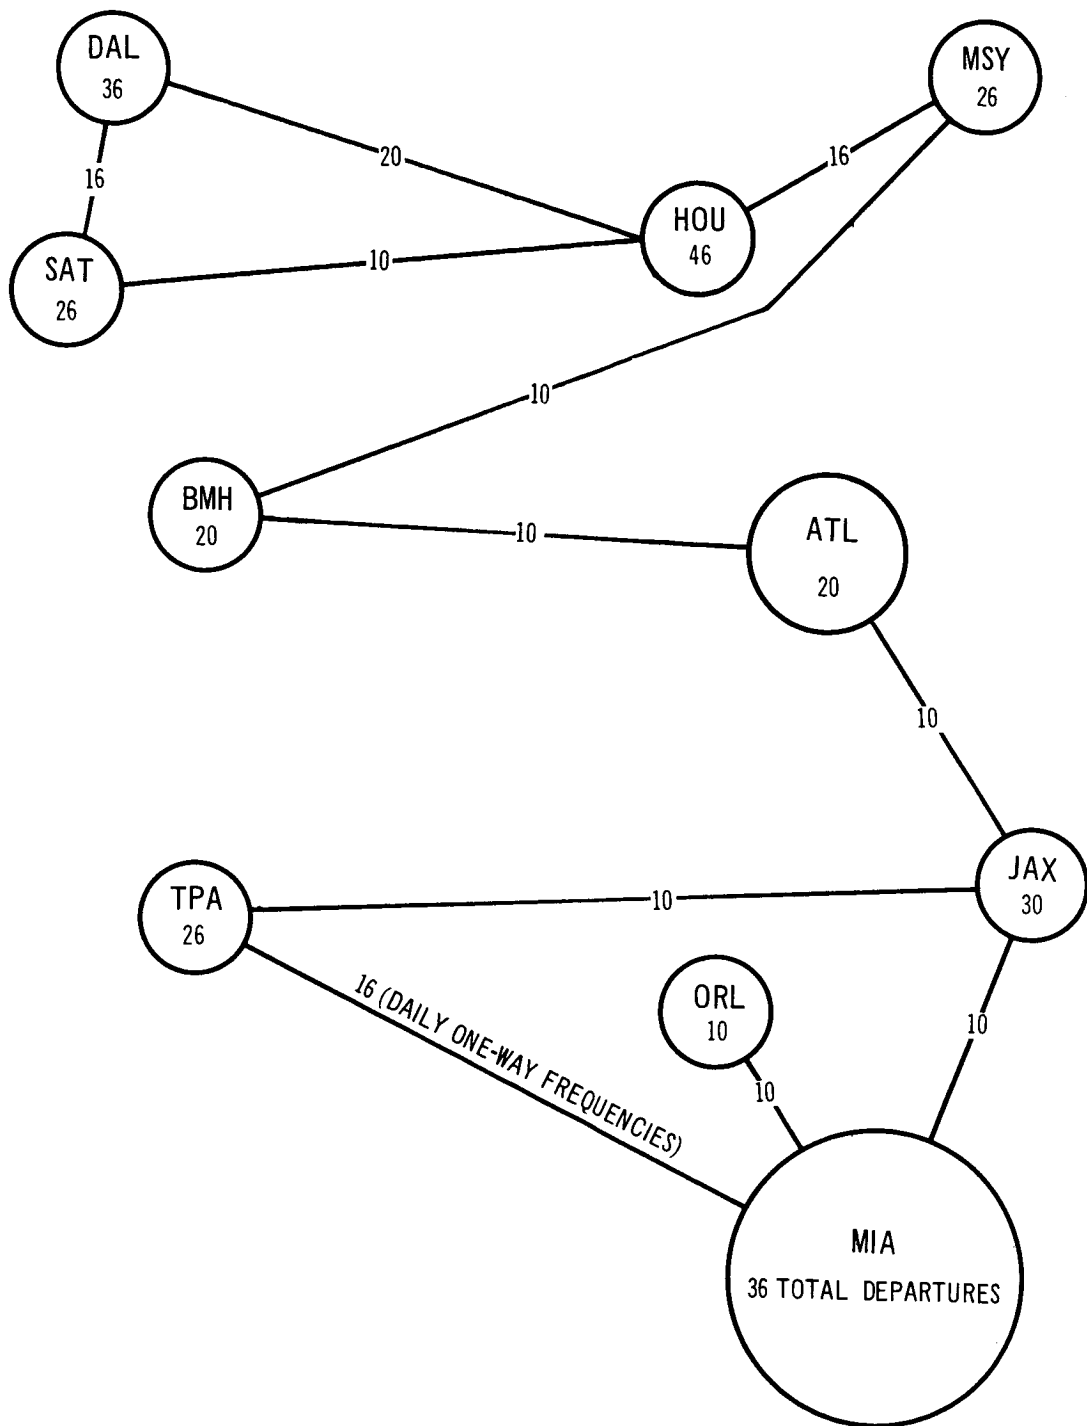 DAL
36
MSY
26
16
20
16
HOU
46
SAT
26
10
10
BMH
20
10
ATL
20
10
TPA
26
10
JAX
30
16 (DAILY ONE-WAY FREQUENCIES)
ORL
10
10
10
MIA
36 TOTAL DEPARTURES